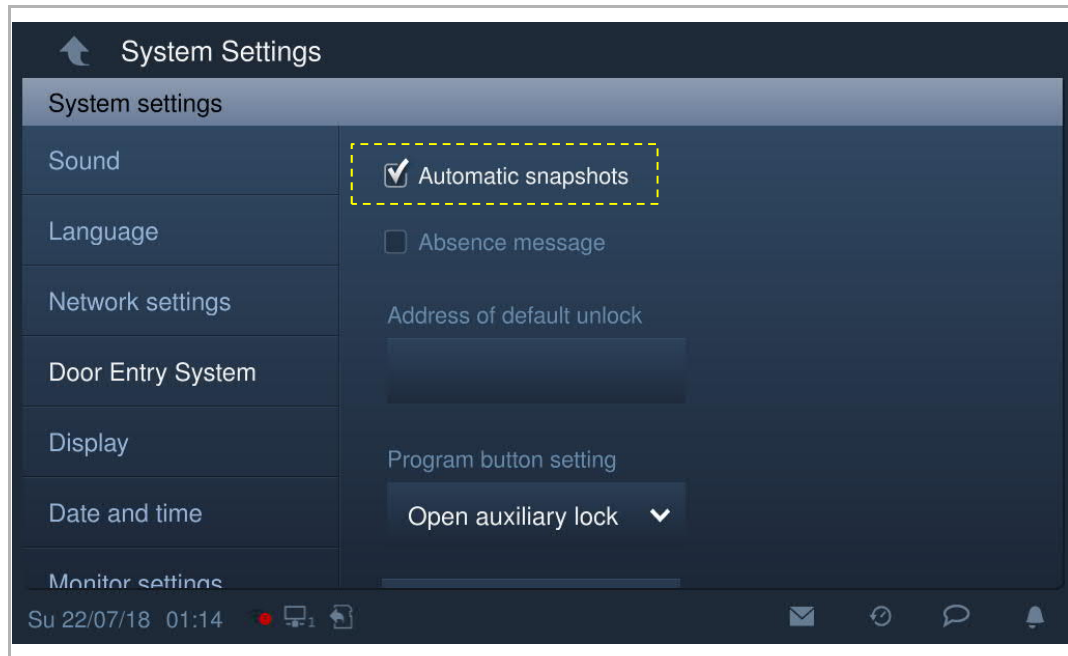 System Settings
System settings
Sound
Language
Network settings
Door Entry System
Display
Date and time
Monitor settings
Automatic snapshots
Absence message
Address of default unlock
Program button setting
Open auxiliary lock
Su 22/07/18 01:14
1